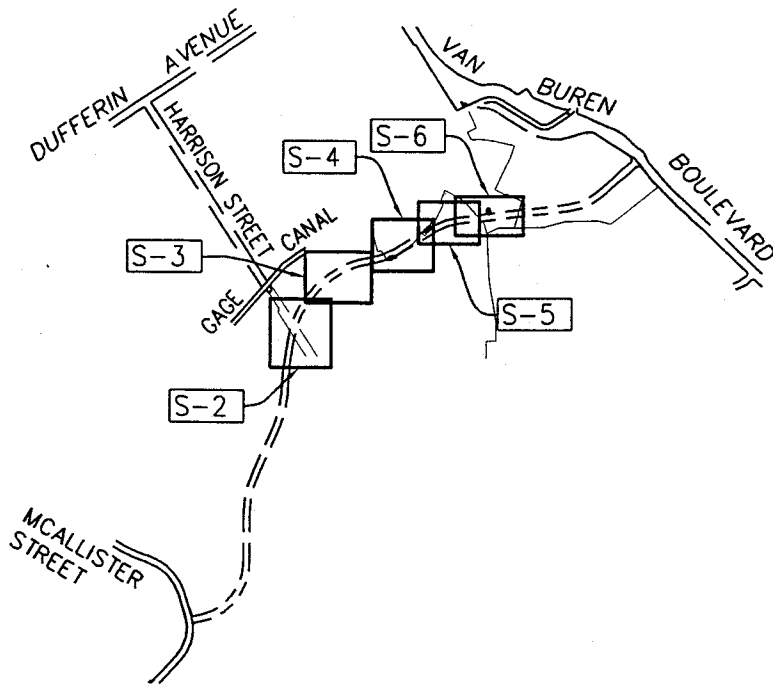 DUFFERIN AVENUE
VAN BUREN BOULEVARD
HARRISON STREET
S-6
S-4
S-3
GAGE CANAL
S-5
S-2
MCALLISTER
STREET